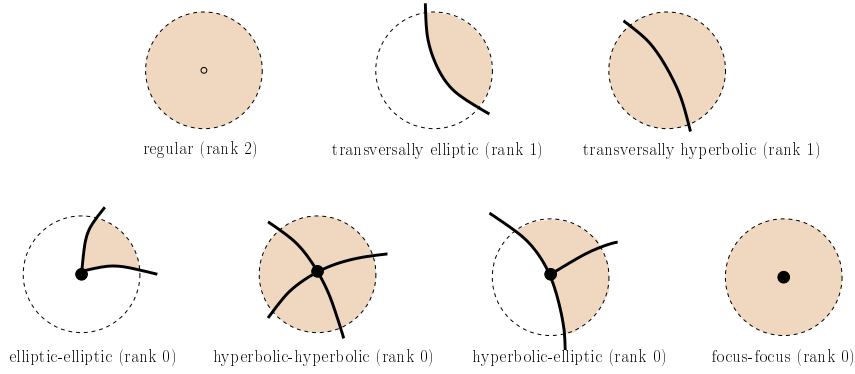 regular (rank 2)
transversally elliptic (rank 1)
transversally hyperbolic (rank 1)
elliptic-elliptic (rank 0)
hyperbolic-hyperbolic (rank 0)
hyperbolic-elliptic (rank 0)
focus-focus (rank 0)